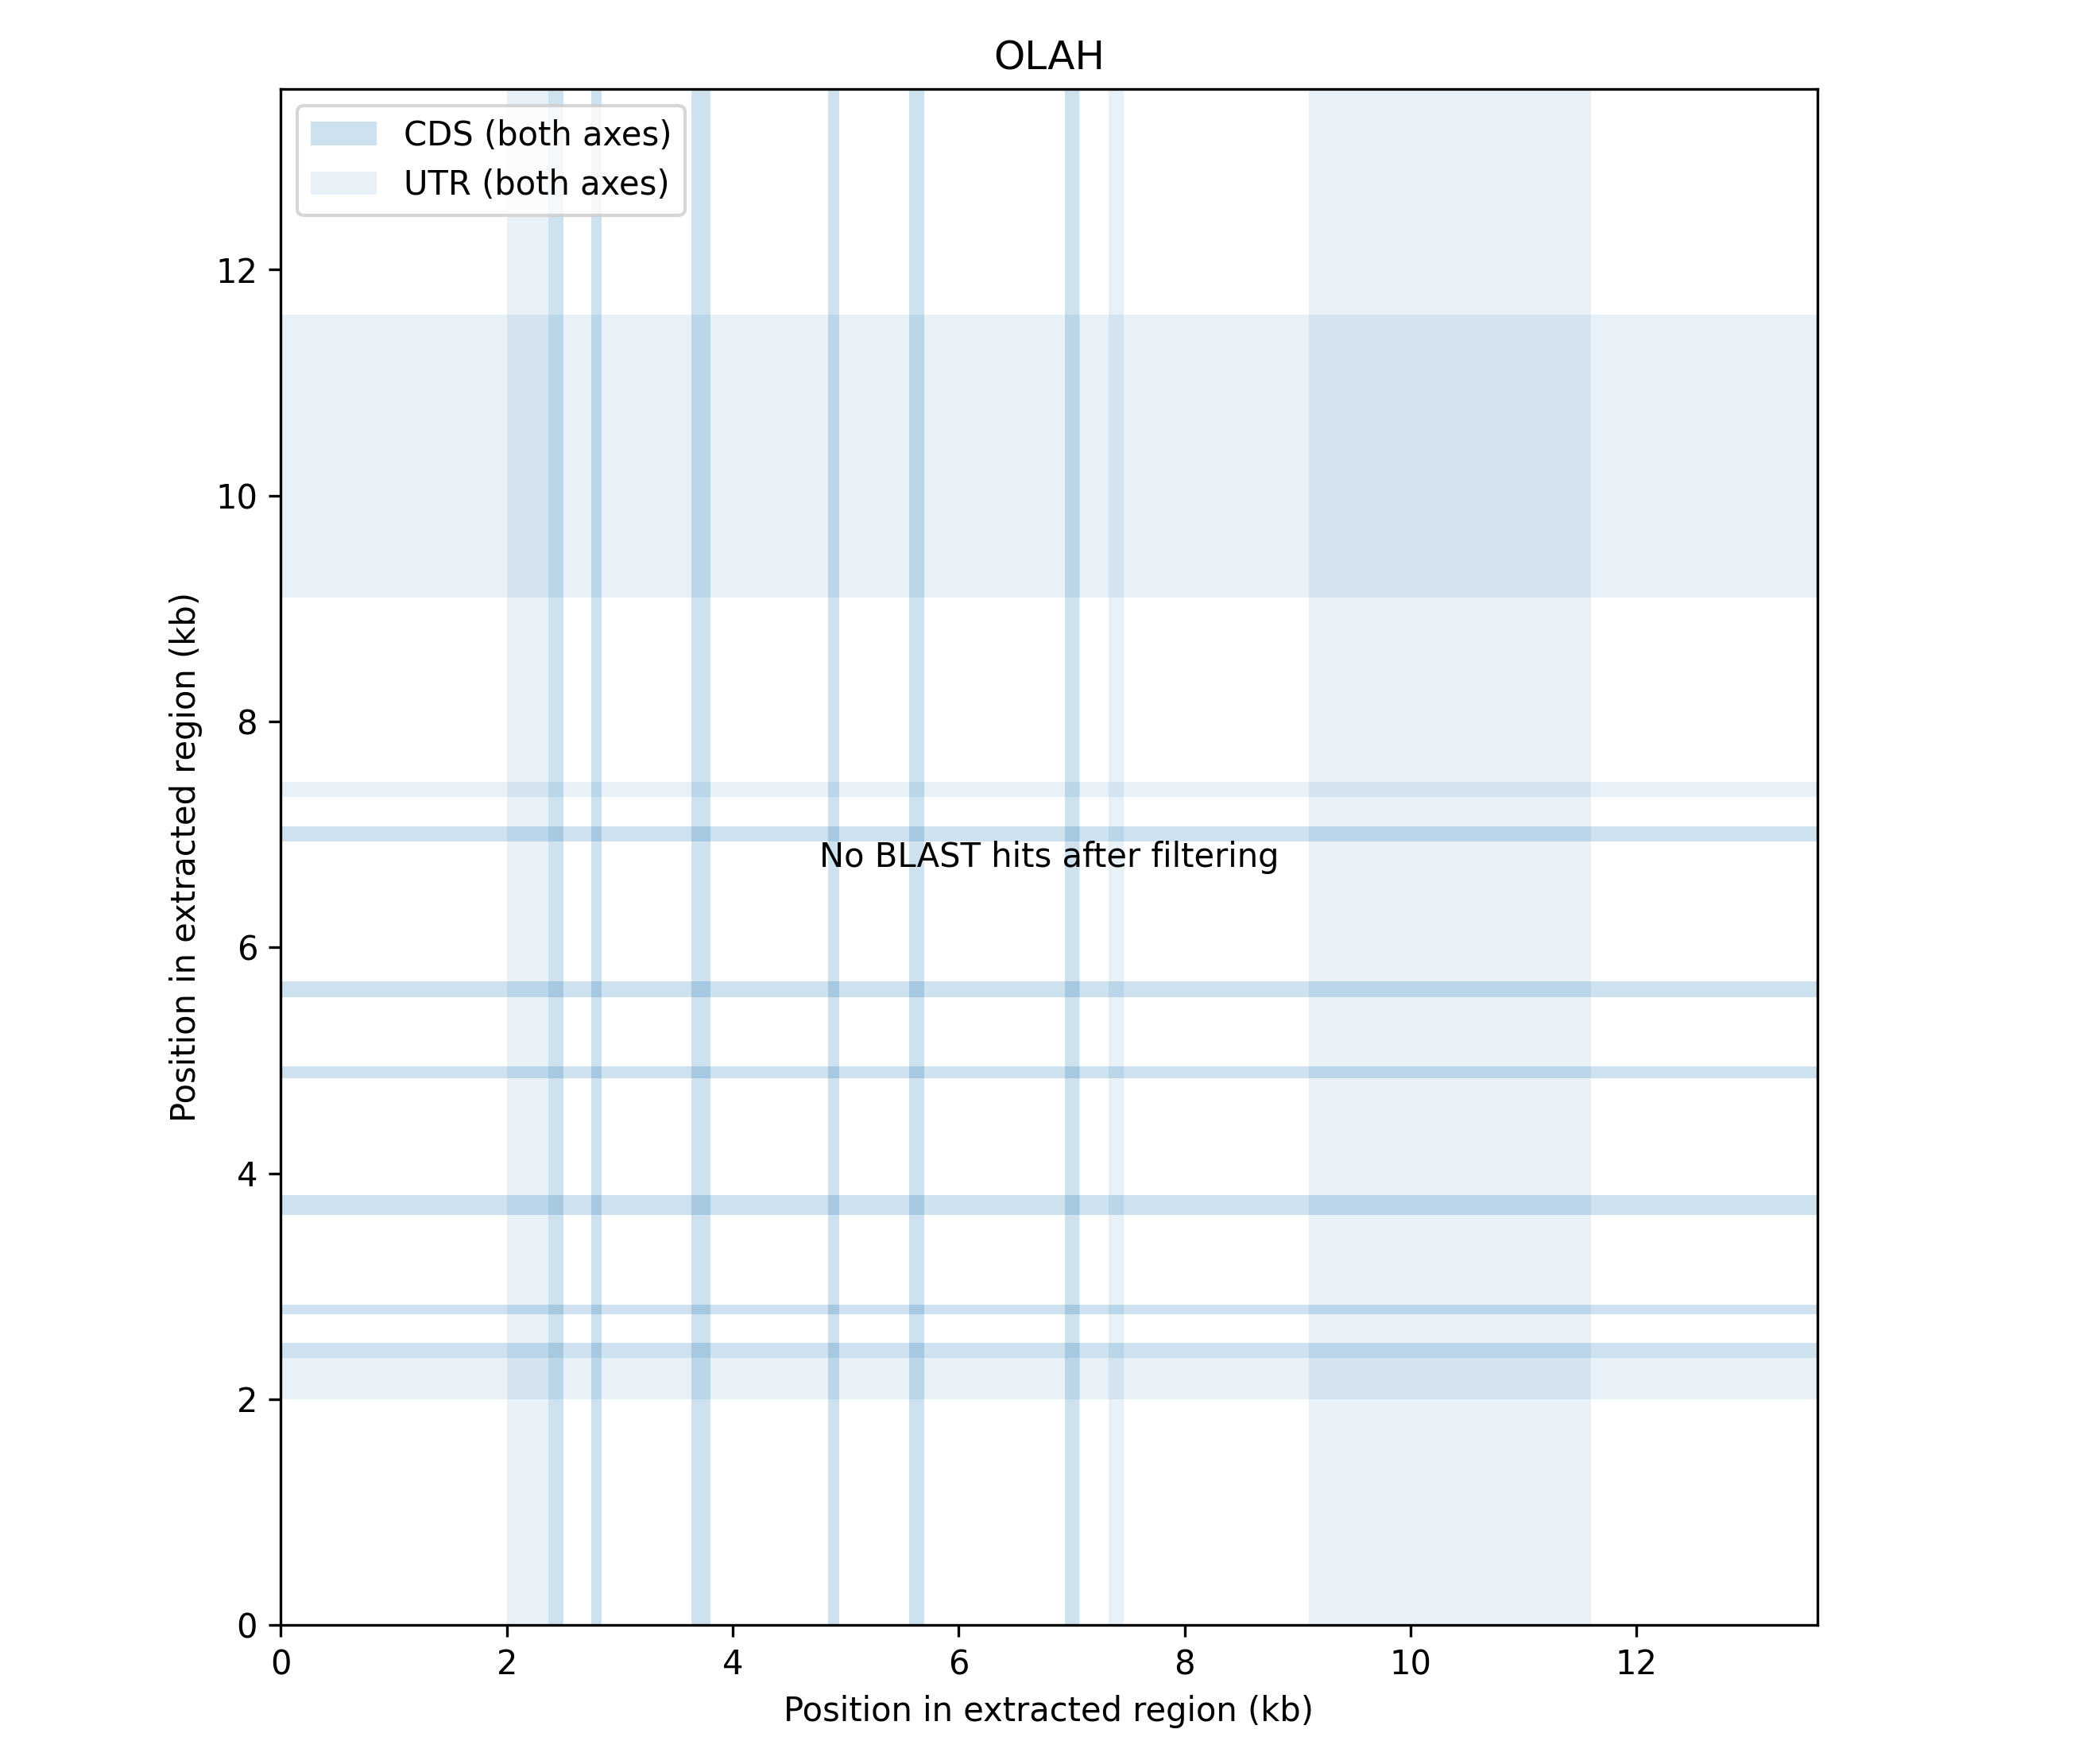 OLAH
CDS (both axes)
UTR (both axes)
12
10
8
6
4
2
0
Position in extracted region (kb)
No BLAST hits after filtering
0 2 4 6 8 10 12
Position in extracted region (kb)